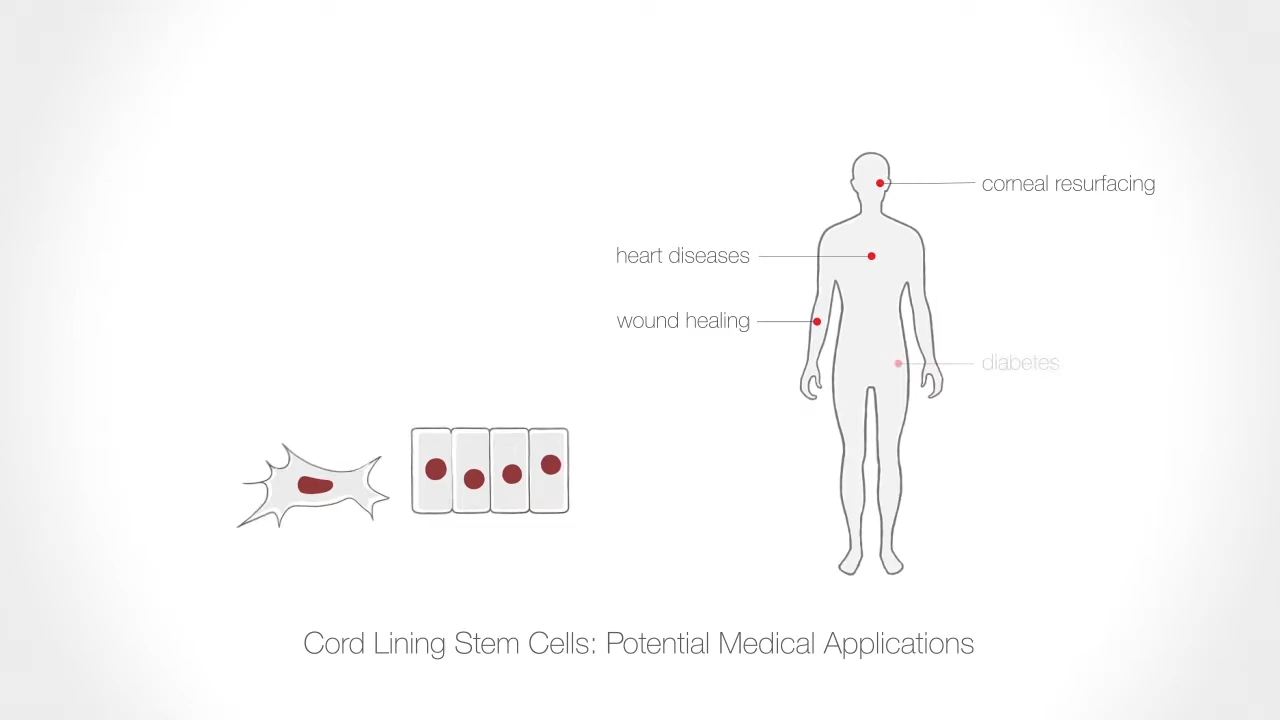 corneal resurfacing
heart diseases
wound healing
diabetes
Cord Lining Stem Cells: Potential Medical Applications